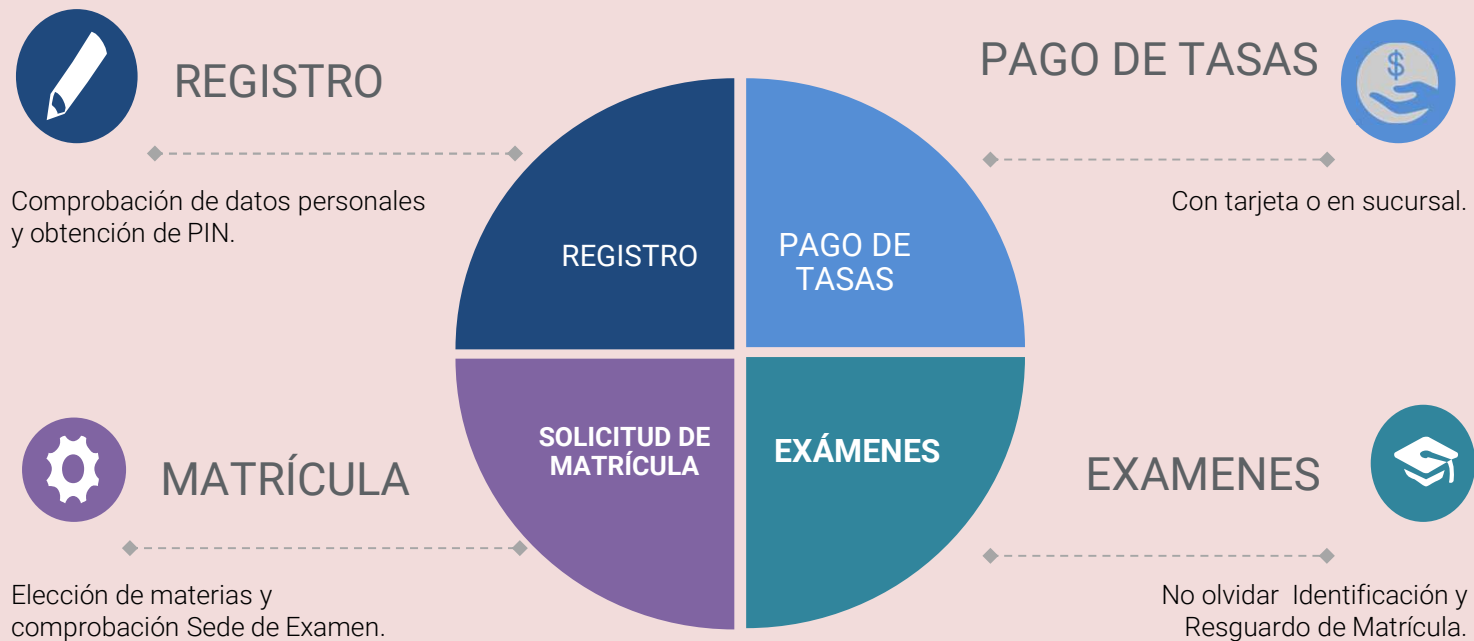 REGISTRO
Comprobación de datos personales
y obtención de PIN.
PAGO DE TASAS
$
Con tarjeta o en sucursal.
REGISTRO
PAGO DE
TASAS
SOLICITUD DE
MATRÍCULA
EXÁMENES
MATRÍCULA
Elección de materias y
comprobación Sede de Examen.
EXAMENES
No olvidar Identificación y
Resguardo de Matrícula.